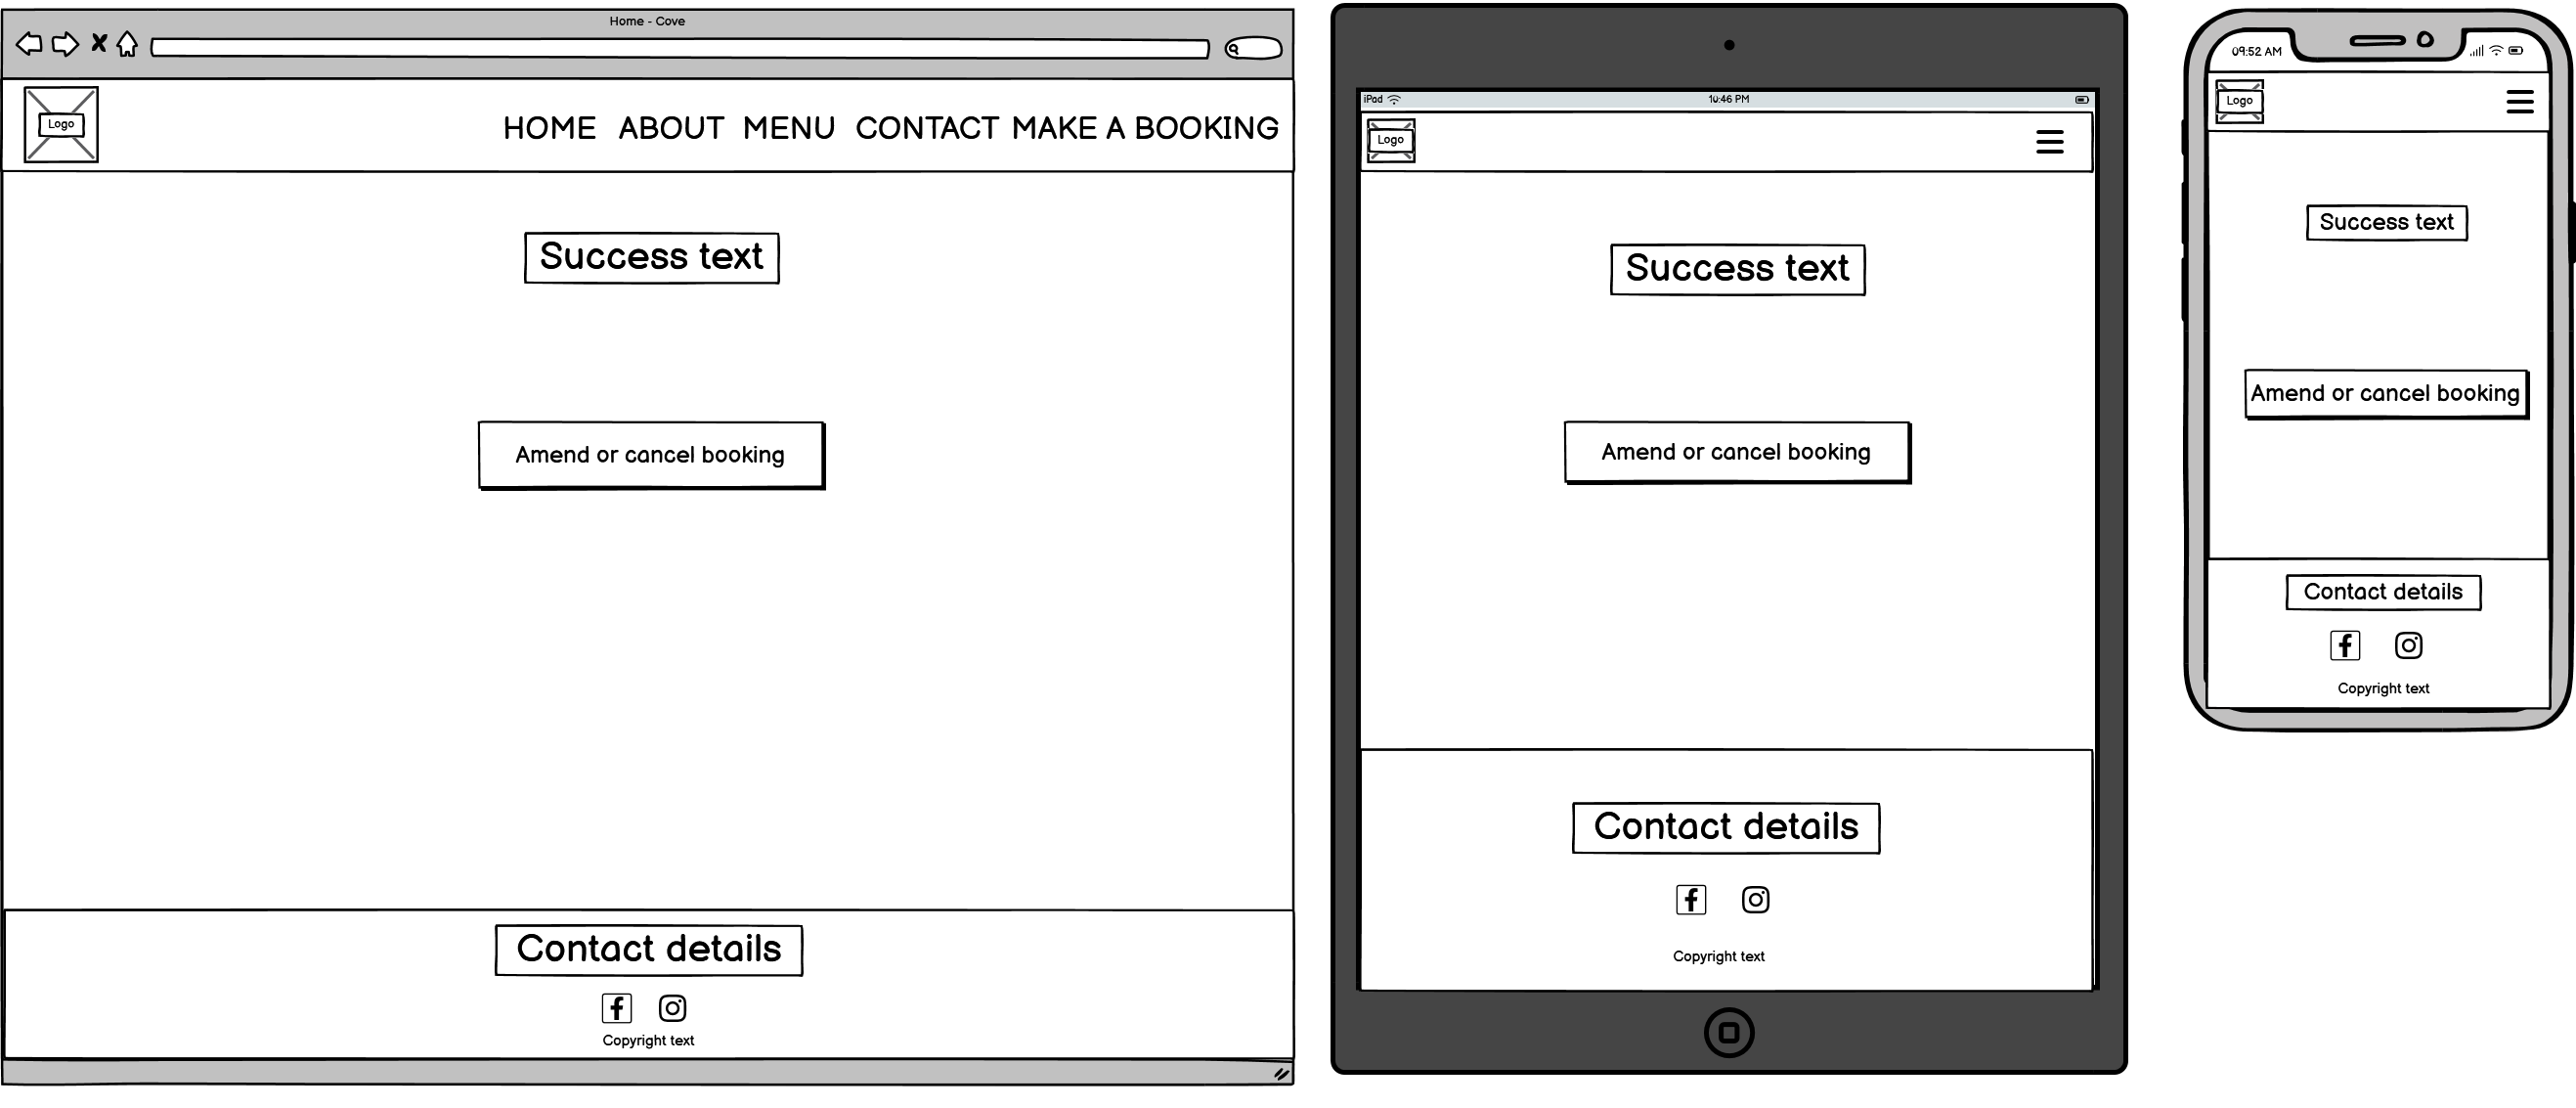 Home - Cove
Logo
HOME ABOUT MENU CONTACT MAKE A BOOKING
Success text
Amend or cancel booking
Contact details
Copyright text
iPad
10:46 PM
Logo
Success text
Amend or cancel booking
Contact details
Copyright text
09:52 AM
Logo
Success text
Amend or cancel booking
Contact details
Copyright text